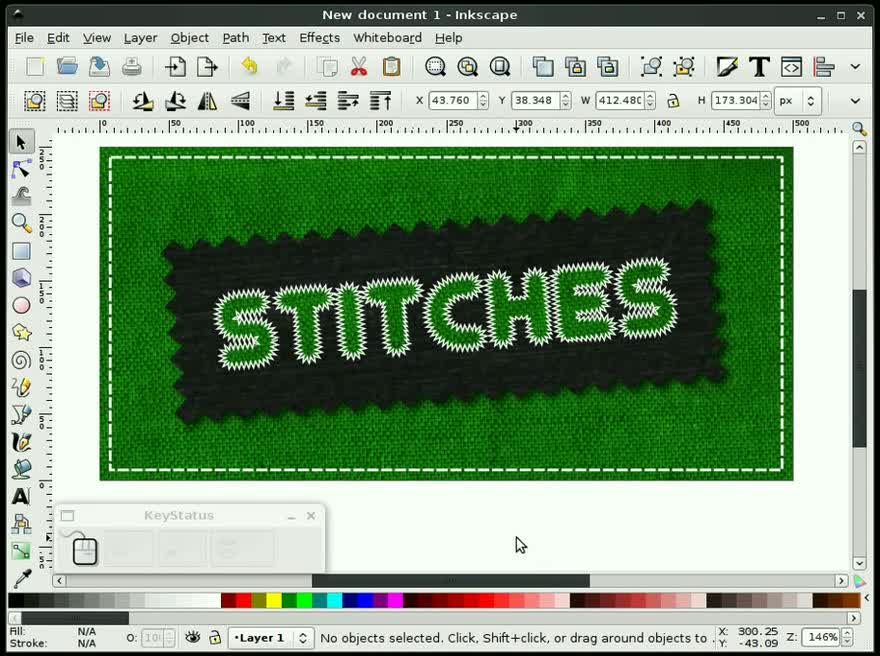 New document 1 - Inkscape
File Edit View Layer Object Path Text Effects Whiteboard Help
X 43.760 Y 38.348 W 412.480 H 173.304 px
0 50 100 150 200 250 300 350 400 450 500
STITCHES
KeyStatus
Fill: N/A O: Layer 1 No objects selected. Click, Shift+click, or drag around objects to X: 300.25 Z: 146%
Stroke: N/A Y: -43.09